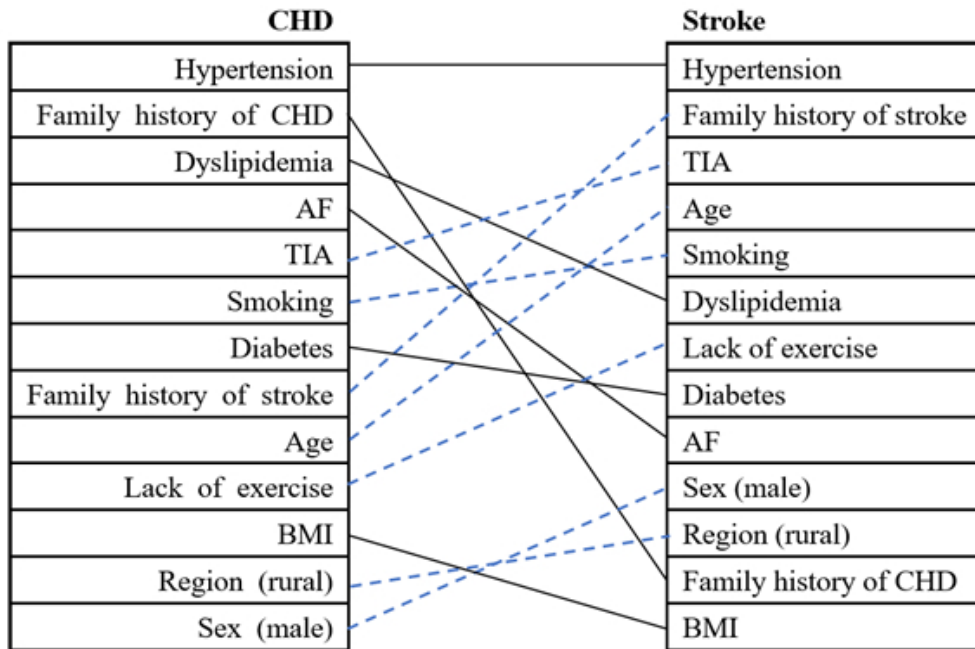 CHD
Stroke
Hypertension
Hypertension
Family history of CHD
Family history of stroke
Dyslipidemia
TIA
AF
Age
TIA
Smoking
Smoking
Dyslipidemia
Diabetes
Lack of exercise
Family history of stroke
Diabetes
Age
AF
Lack of exercise
Sex (male)
BMI
Region (rural)
Region (rural)
Family history of CHD
Sex (male)
BMI